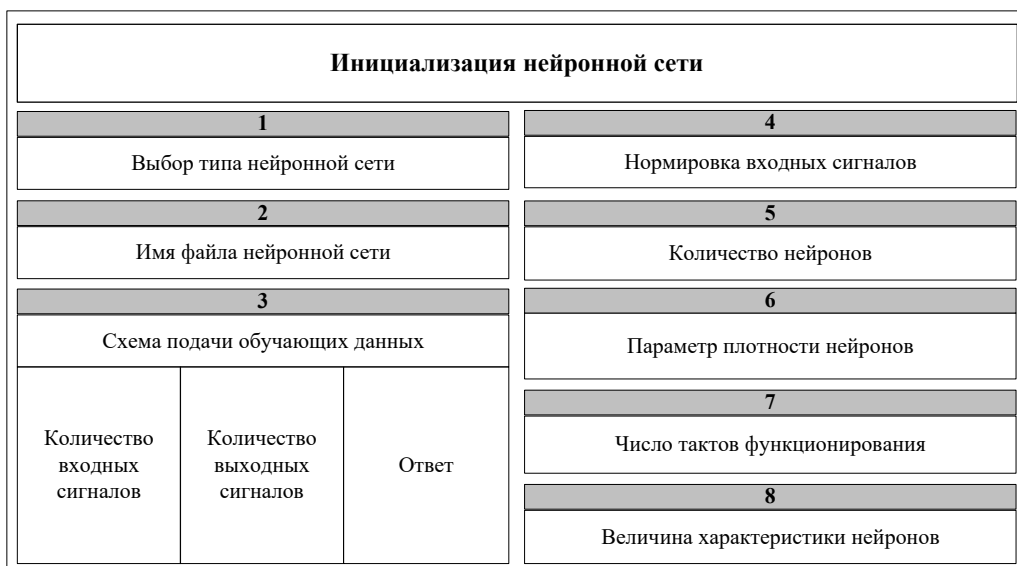 Инициализация нейронной сети
1
Выбор типа нейронной сети
2
Имя файла нейронной сети
3
Схема подачи обучающих данных
Количество
входных
сигналов
Количество
выходных
сигналов
Ответ
4
Нормировка входных сигналов
5
Количество нейронов
6
Параметр плотности нейронов
7
Число тактов функционирования
8
Величина характеристики нейронов